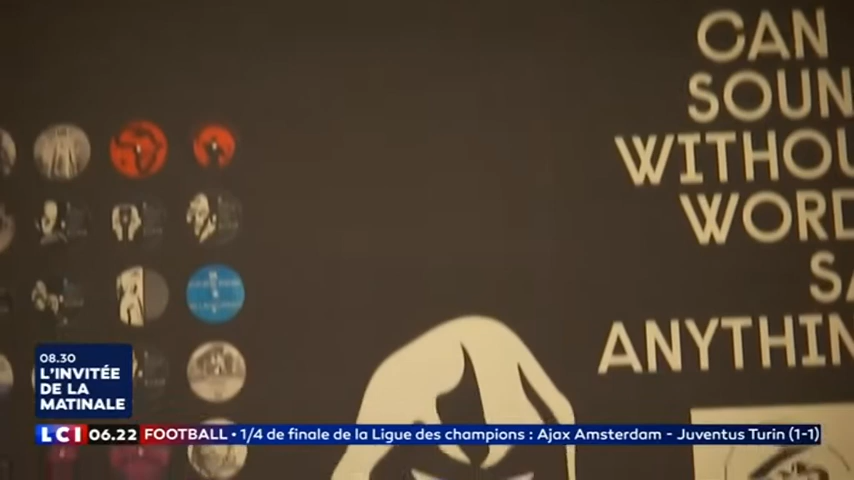 CAN
SOUN
WITHOU
WORD
SA
ANYTHIN
08.30
L'INVITÉE
DE LA
MATINALE
LCI 06.22 FOOTBALL • 1/4 de finale de la Ligue des champions : Ajax Amsterdam - Juventus Turin (1-1)